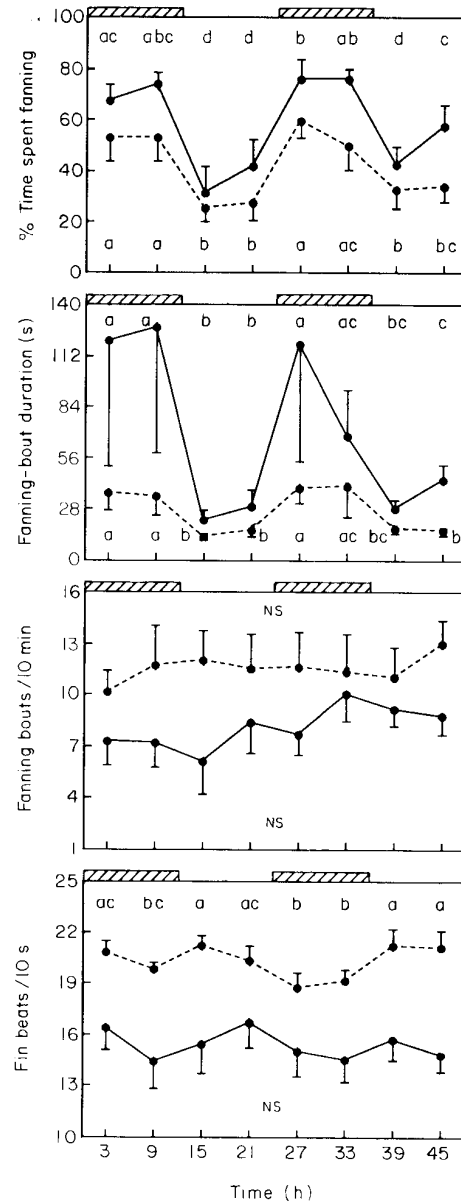 % Time spent fanning
100
80
60
40
20
0
ac abc d d b ab d c
a a b b a ac b bc
Fanning-bout duration (s)
140
112
84
56
28
0
a a b b a ac bc c
a a b b a ac bc b
Fanning bouts/10 min
16
13
10
7
4
1
NS
NS
Fin beats/10 s
25
22
19
16
13
10
ac bc a ac b b a a
NS
3 9 15 21 27 33 39 45
Time (h)